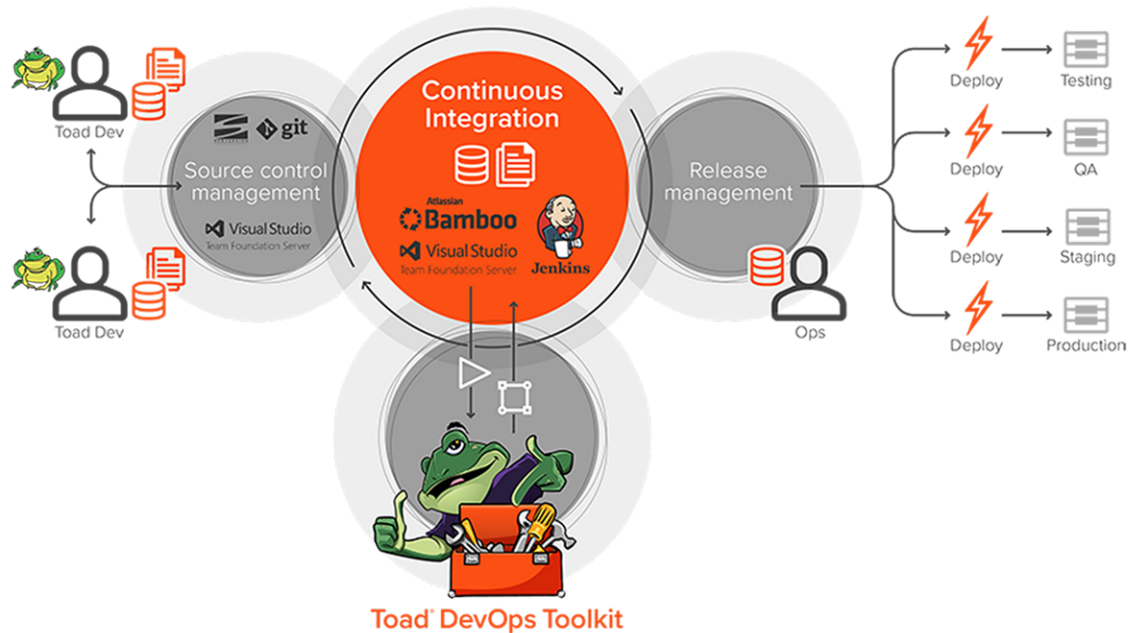 Toad Dev
git
Source control
management
Visual Studio
Team Foundation Server
Toad Dev
Continuous
Integration
Atlassian
Bamboo
Visual Studio
Team Foundation Server
Jenkins
Release
management
Ops
Deploy
Testing
Deploy
QA
Deploy
Staging
Deploy
Production
Toad® DevOps Toolkit